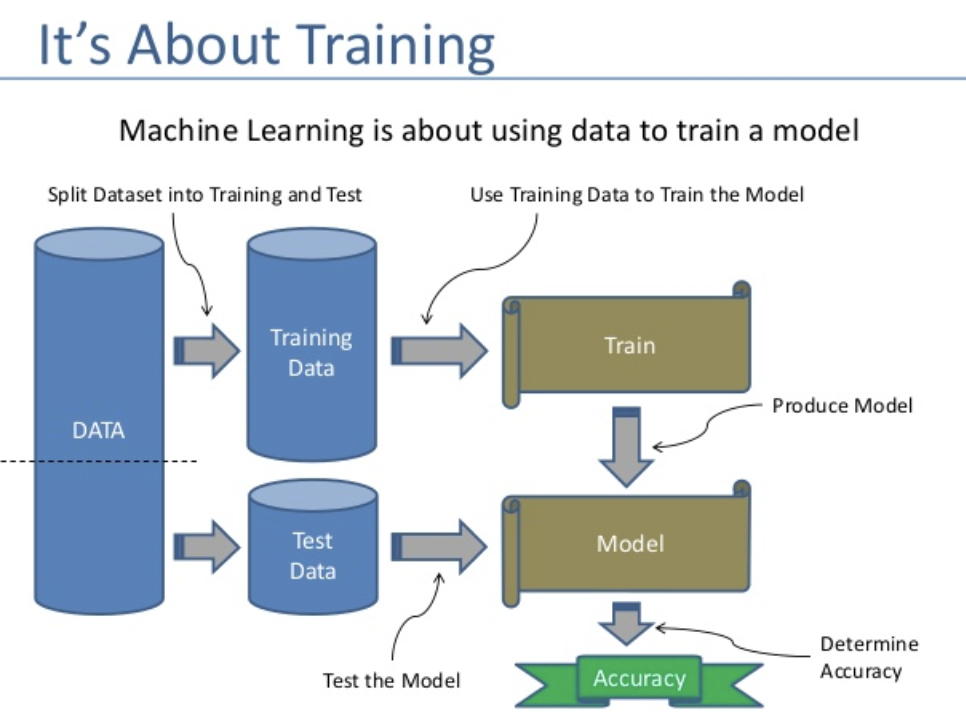 It's About Training
Machine Learning is about using data to train a model
Split Dataset into Training and Test
Use Training Data to Train the Model
Training
Data
Train
Produce Model
DATA
Test
Data
Model
Determine
Accuracy
Test the Model
Accuracy